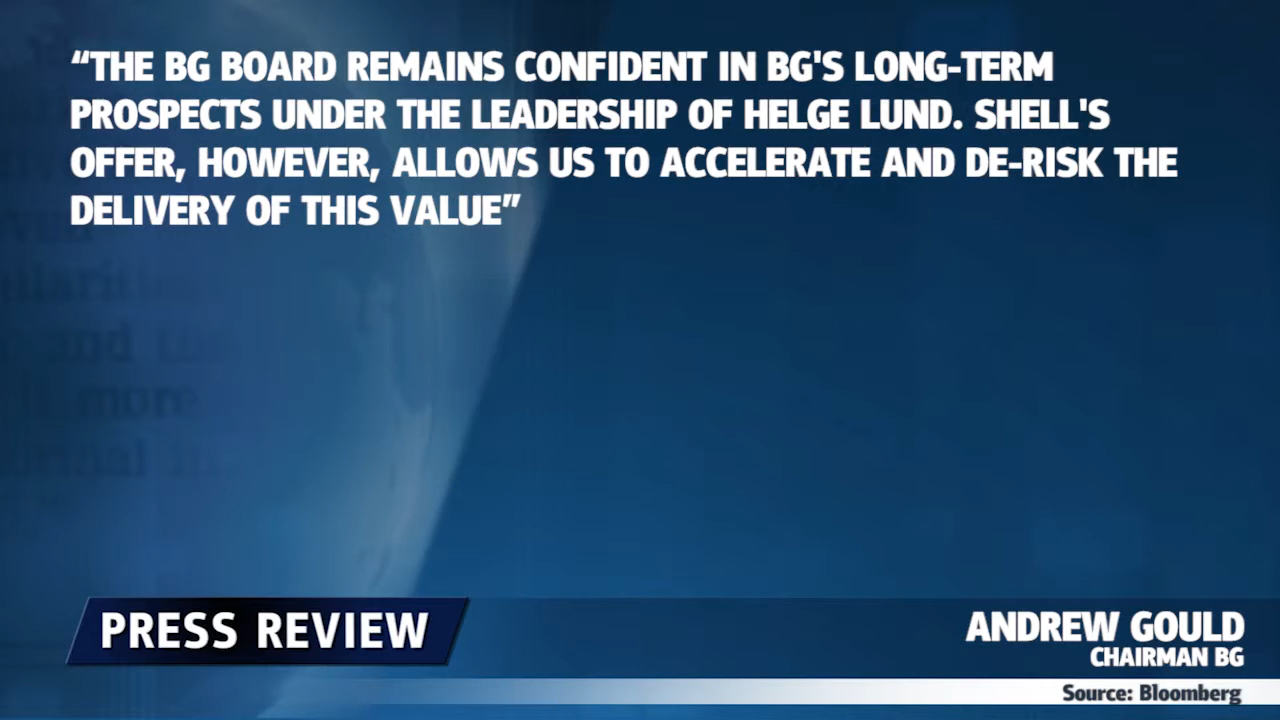 “THE BG BOARD REMAINS CONFIDENT IN BG'S LONG-TERM
PROSPECTS UNDER THE LEADERSHIP OF HELGE LUND. SHELL'S
OFFER, HOWEVER, ALLOWS US TO ACCELERATE AND DE-RISK THE
DELIVERY OF THIS VALUE”
and
more
PRESS REVIEW
ANDREW GOULD
CHAIRMAN BG
Source: Bloomberg